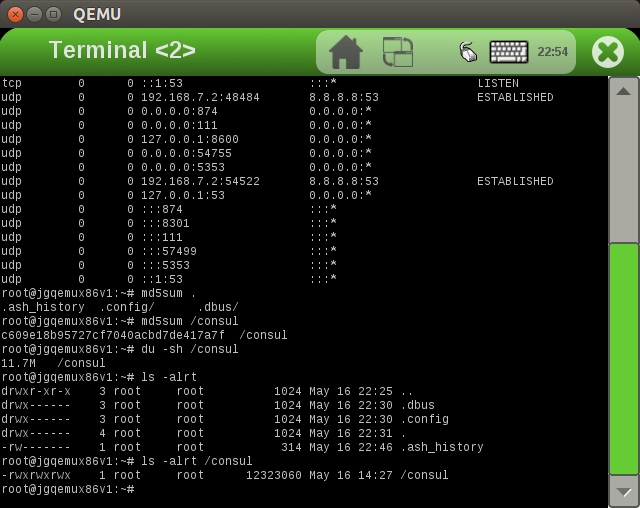 QEMU
Terminal <2>
22:54
tcp 0 0 ::1:53 :::* LISTEN
udp 0 0 192.168.7.2:48484 8.8.8.8:53 ESTABLISHED
udp 0 0 0.0.0.0:874 0.0.0.0:*
udp 0 0 0.0.0.0:111 0.0.0.0:*
udp 0 0 127.0.0.1:8600 0.0.0.0:*
udp 0 0 0.0.0.0:54755 0.0.0.0:*
udp 0 0 0.0.0.0:5353 0.0.0.0:*
udp 0 0 192.168.7.2:54522 8.8.8.8:53 ESTABLISHED
udp 0 0 127.0.0.1:53 0.0.0.0:*
udp 0 0 :::874 :::*
udp 0 0 :::8301 :::*
udp 0 0 :::111 :::*
udp 0 0 :::57499 :::*
udp 0 0 :::5353 :::*
udp 0 0 ::1:53 :::*
root@jgqemux86v1:~# md5sum .
.ash_history .config/ .dbus/
root@jgqemux86v1:~# md5sum /consul
c609e18b95727cf7040acbd7de417a7f /consul
root@jgqemux86v1:~# du -sh /consul
11.7M /consul
root@jgqemux86v1:~# ls -alrt
drwxr-xr-x 3 root root 1024 May 16 22:25 ..
drwx------ 3 root root 1024 May 16 22:30 .dbus
drwx------ 3 root root 1024 May 16 22:30 .config
drwx------ 4 root root 1024 May 16 22:31 .
-rw------- 1 root root 314 May 16 22:46 .ash_history
root@jgqemux86v1:~# ls -alrt /consul
-rwxrwxrwx 1 root root 12323060 May 16 14:27 /consul
root@jgqemux86v1:~#